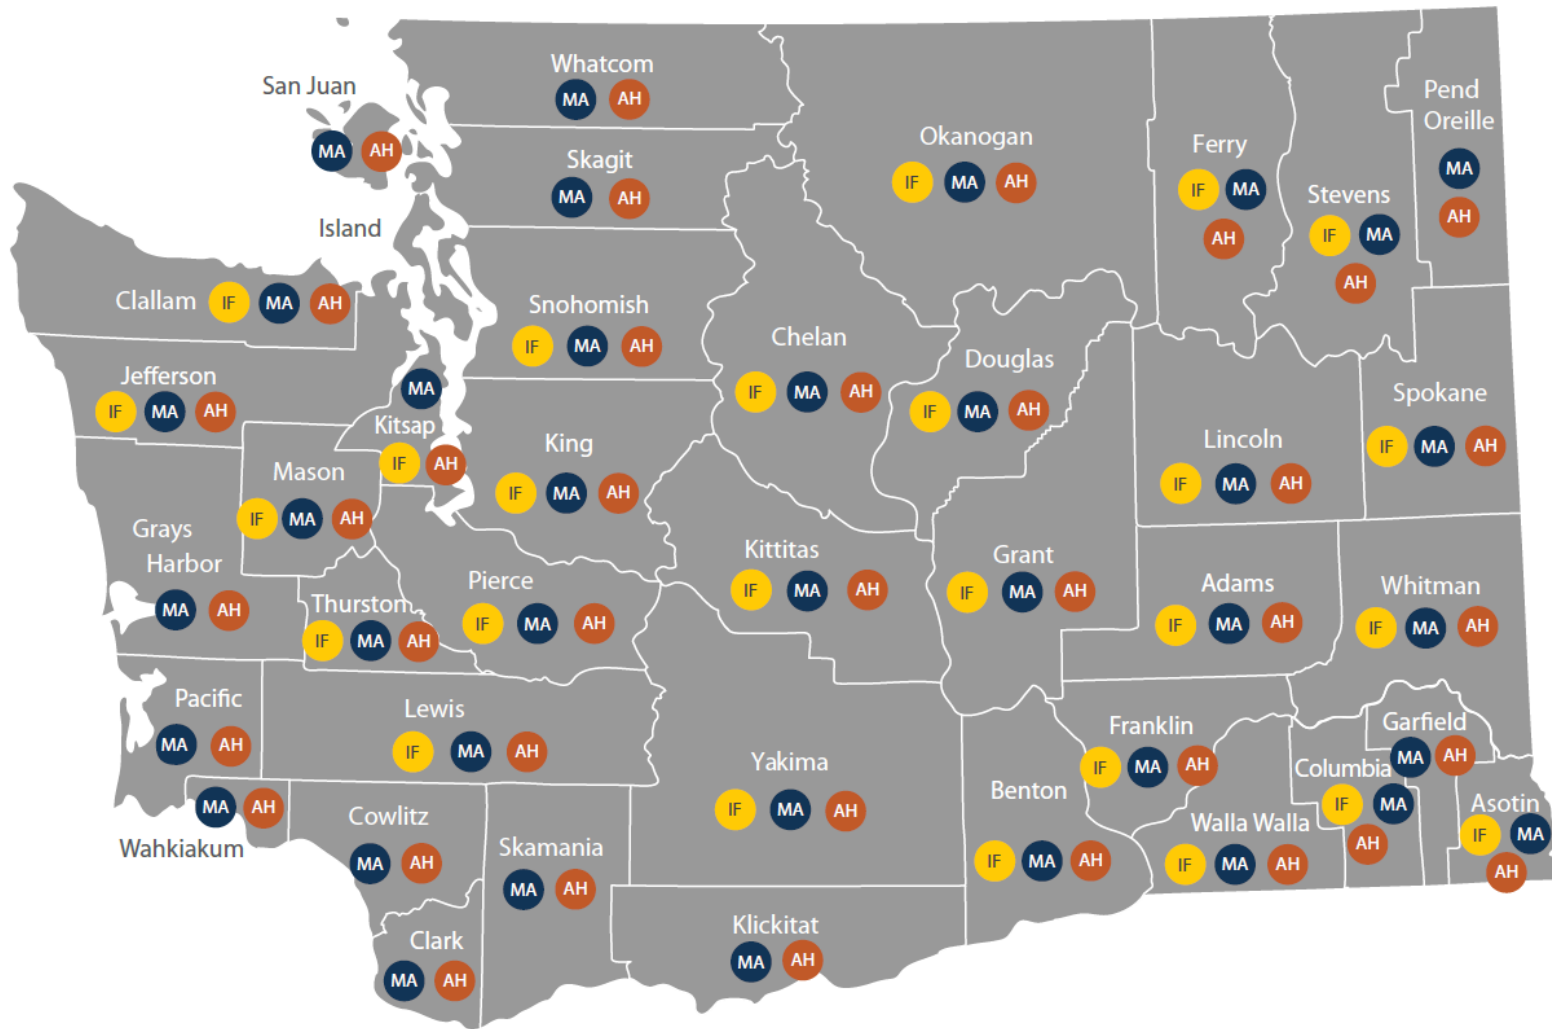 San Juan
MA AH
Whatcom
MA AH
Skagit
MA AH
Island
Okanogan
IF MA AH
Ferry
IF MA
AH
Stevens
IF MA
AH
Pend
Oreille
MA
AH
Clallam IF MA AH
Snohomish
IF MA AH
Chelan
IF MA AH
Douglas
IF MA AH
Jefferson
IF MA AH
MA
Kitsap
IF AH
King
IF MA AH
Lincoln
IF MA AH
Spokane
IF MA AH
Mason
IF MA AH
Grays
Harbor
MA AH
Thurston
IF MA AH
Pierce
IF MA AH
Kittitas
IF MA AH
Grant
IF MA AH
Adams
IF MA AH
Whitman
IF MA AH
Pacific
MA AH
Lewis
IF MA AH
Yakima
IF MA AH
Benton
IF MA AH
Franklin
IF MA AH
Garfield
MA AH
Columbia
IF MA
AH
Asotin
IF MA
AH
Walla Walla
IF MA AH
MA AH
Wahkiakum
Cowlitz
MA AH
Skamania
MA AH
Klickitat
MA AH
Clark
MA AH